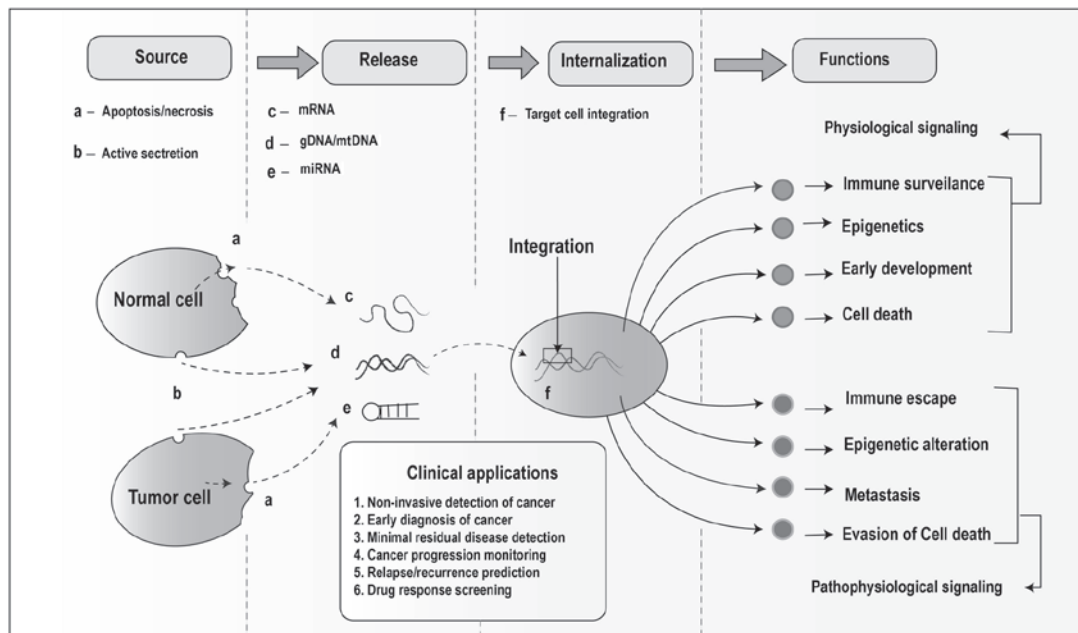 Source
Release
Internalization
Functions
a – Apoptosis/necrosis
b – Active sectretion
c – mRNA
d – gDNA/mtDNA
e – miRNA
f – Target cell integration
Physiological signaling
Immune surveilance
Epigenetics
Early development
Cell death
Integration
a
Normal cell
b
c
d
e
f
Tumor cell
a
Immune escape
Epigenetic alteration
Metastasis
Evasion of Cell death
Pathophysiological signaling
Clinical applications
1. Non-invasive detection of cancer
2. Early diagnosis of cancer
3. Minimal residual disease detection
4. Cancer progression monitoring
5. Relapse/recurrence prediction
6. Drug response screening